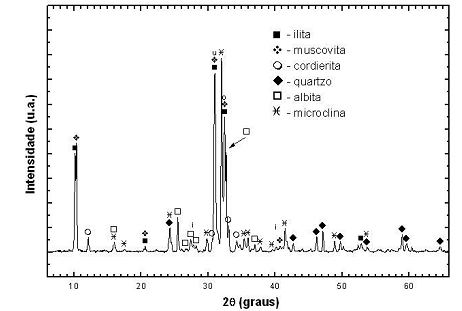 - ilita
- muscovita
- cordierita
- quartzo
- albita
- microclina
u
o
i
i
Intensidade (u.a.)
10 20 30 40 50 60
2θ (graus)